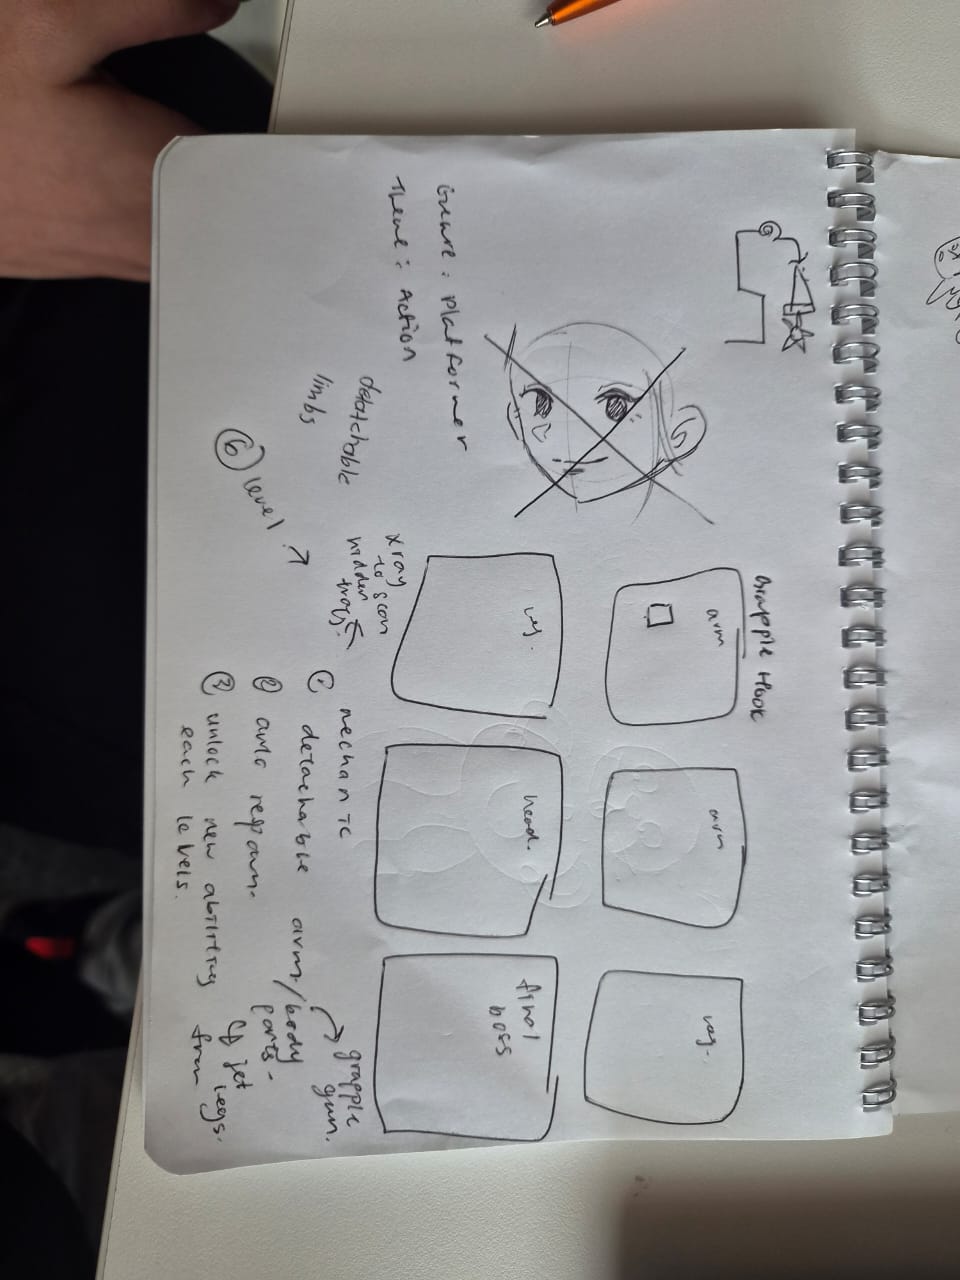 Genre : Platformer
Theme : Action
detatchable
limbs
⑥ level ↗
Grapple Hook
arm
arm
leg.
leg.
head.
final
boss
xray
to scan
hidden
traps.
① mechanic
detachable arm/body
parts -
→ grapple
gun.
② auto respawn.
③ unlock new abilities
each levels.
↳ jet
from legs.